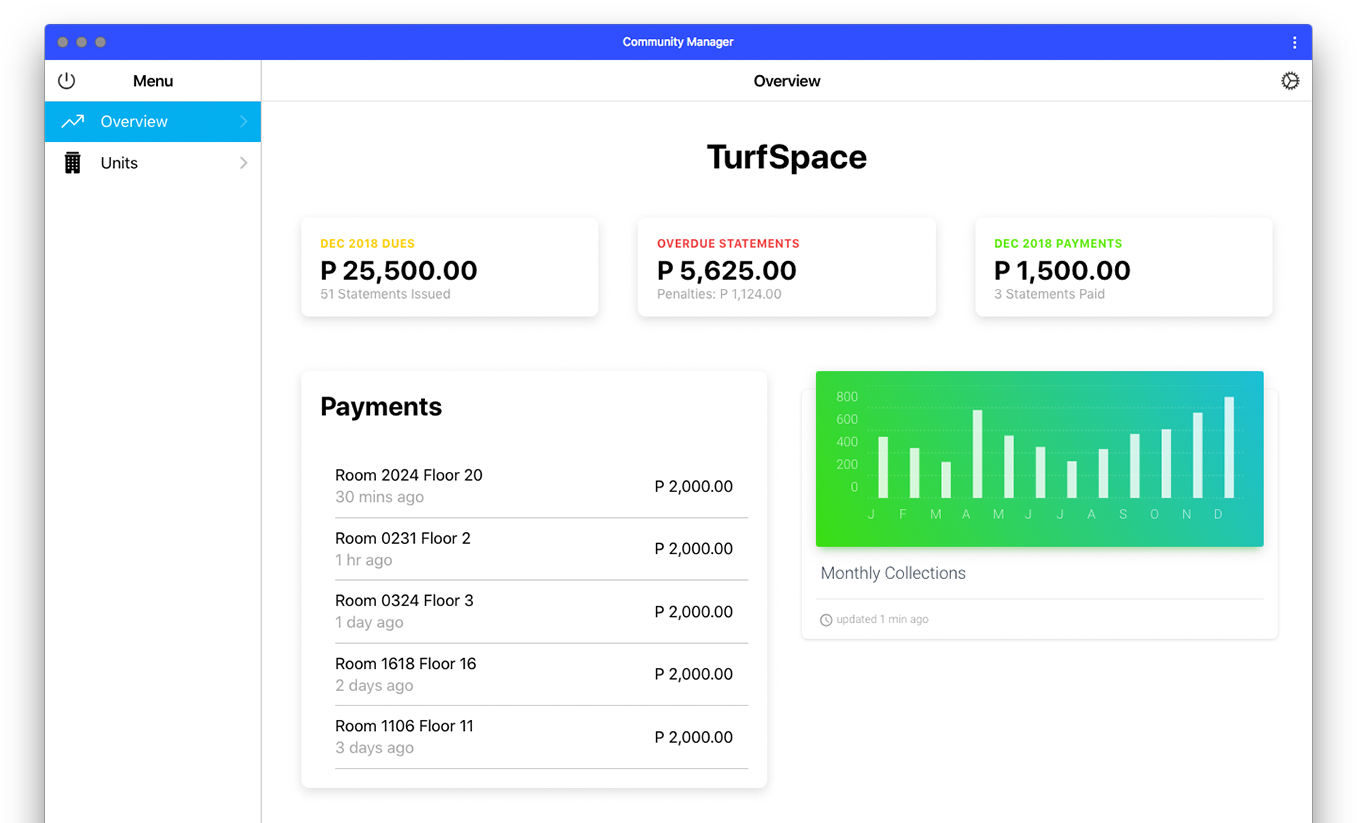 Community Manager
Menu
Overview
Overview
Units
TurfSpace
DEC 2018 DUES
P 25,500.00
51 Statements Issued
OVERDUE STATEMENTS
P 5,625.00
Penalties: P 1,124.00
DEC 2018 PAYMENTS
P 1,500.00
3 Statements Paid
Payments
Room 2024 Floor 20
30 mins ago
P 2,000.00
Room 0231 Floor 2
1 hr ago
P 2,000.00
Room 0324 Floor 3
1 day ago
P 2,000.00
Room 1618 Floor 16
2 days ago
P 2,000.00
Room 1106 Floor 11
3 days ago
P 2,000.00
800
600
400
200
0
J F M A M J J A S O N D
Monthly Collections
updated 1 min ago